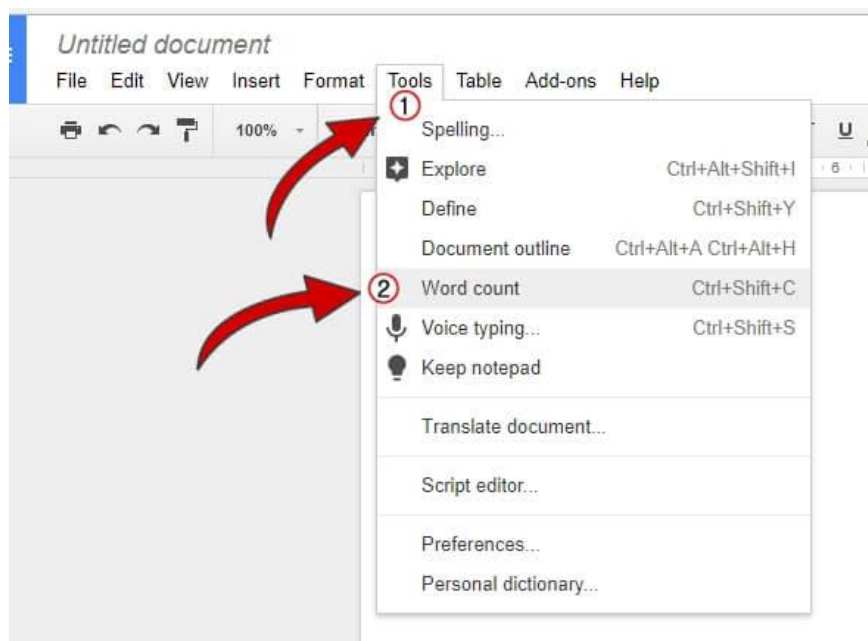 Untitled document
File Edit View Insert Format Tools Table Add-ons Help
100%
U
6
1
Spelling...
Explore Ctrl+Alt+Shift+I
Define Ctrl+Shift+Y
Document outline Ctrl+Alt+A Ctrl+Alt+H
2 Word count Ctrl+Shift+C
Voice typing... Ctrl+Shift+S
Keep notepad
Translate document...
Script editor...
Preferences...
Personal dictionary...